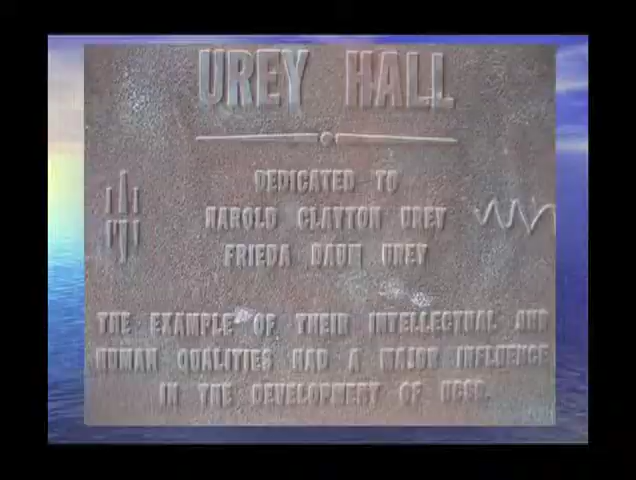 UREY HALL
DEDICATED TO
HAROLD CLAYTON UREY
FRIEDA DAUM UREY
THE EXAMPLE OF THEIR INTELLECTUAL AND
HUMAN QUALITIES HAD A MAJOR INFLUENCE
IN THE DEVELOPMENT OF UCSD.